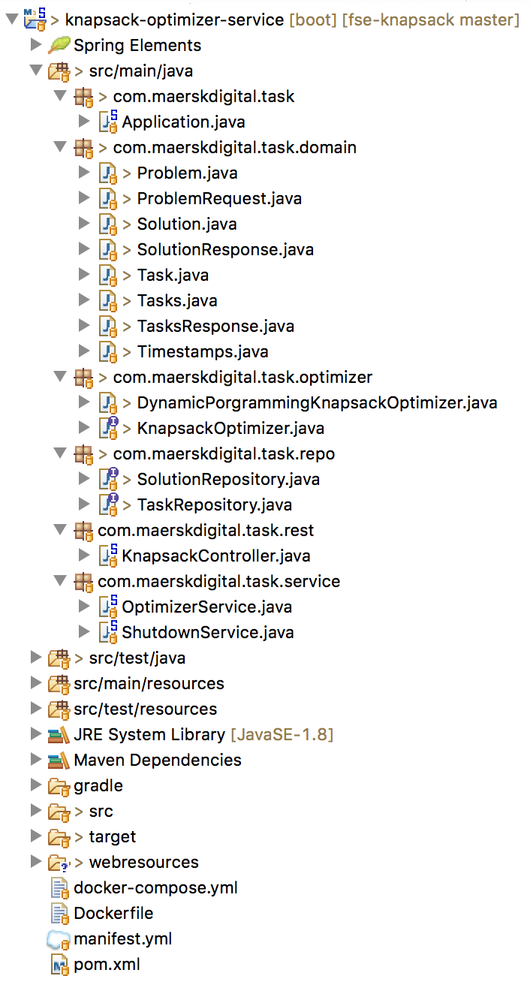 > knapsack-optimizer-service [boot] [fse-knapsack master]
Spring Elements
> src/main/java
> com.maerskdigital.task
Application.java
> com.maerskdigital.task.domain
> Problem.java
> ProblemRequest.java
> Solution.java
> SolutionResponse.java
> Task.java
> Tasks.java
> TasksResponse.java
> Timestamps.java
> com.maerskdigital.task.optimizer
> DynamicPorgrammingKnapsackOptimizer.java
> KnapsackOptimizer.java
> com.maerskdigital.task.repo
> SolutionRepository.java
> TaskRepository.java
com.maerskdigital.task.rest
KnapsackController.java
com.maerskdigital.task.service
OptimizerService.java
ShutdownService.java
> src/test/java
src/main/resources
src/test/resources
JRE System Library [JavaSE-1.8]
Maven Dependencies
gradle
> src
> target
> webresources
docker-compose.yml
Dockerfile
manifest.yml
pom.xml